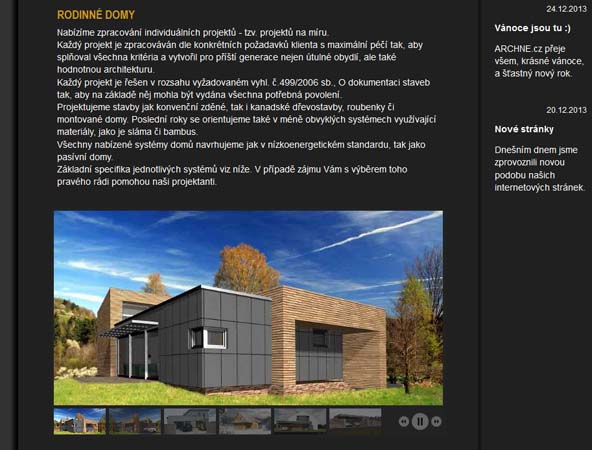 RODINNÉ DOMY
Nabízíme zpracování individuálních projektů - tzv. projektů na míru.
Každý projekt je zpracováván dle konkrétních požadavků klienta s maximální péčí tak, aby
splňoval všechna kritéria a vytvořil pro příští generace nejen útulné obydlí, ale také
hodnotnou architekturu.
Každý projekt je řešen v rozsahu vyžadovaném vyhl. č.499/2006 sb., O dokumentaci staveb
tak, aby na základě něj mohla být vydána všechna potřebná povolení.
Projektujeme stavby jak konvenční zděné, tak i kanadské dřevostavby, roubenky či
montované domy. Poslední roky se orientujeme také v méně obvyklých systémech využívající
materiály, jako je sláma či bambus.
Všechny nabízené systémy domů navrhujeme jak v nízkoenergetickém standardu, tak jako
pasívní domy.
Základní specifika jednotlivých systémů viz níže. V případě zájmu Vám s výběrem toho
pravého rádi pomohou naši projektanti.
24.12.2013
Vánoce jsou tu :)
ARCHNE.cz přeje
všem, krásné vánoce,
a šťastný nový rok.
20.12.2013
Nové stránky
Dnešním dnem jsme
zprovoznili novou
podobu našich
internetových stránek.